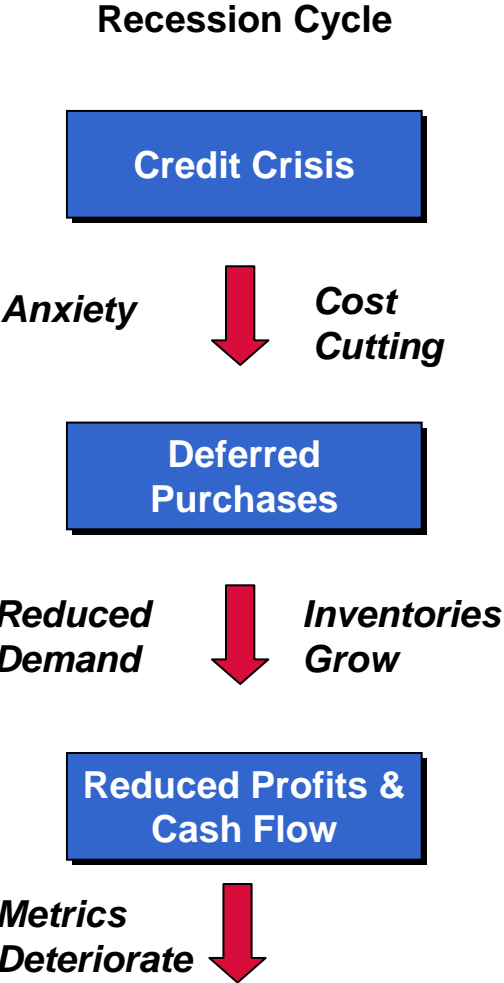 Recession Cycle
Credit Crisis
Anxiety
Cost
Cutting
Deferred
Purchases
Reduced
Demand
Inventories
Grow
Reduced Profits &
Cash Flow
Metrics
Deteriorate